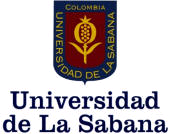 COLOMBIA
UNIVERSIDAD DE LA SABANA
Universidad
de La Sabana